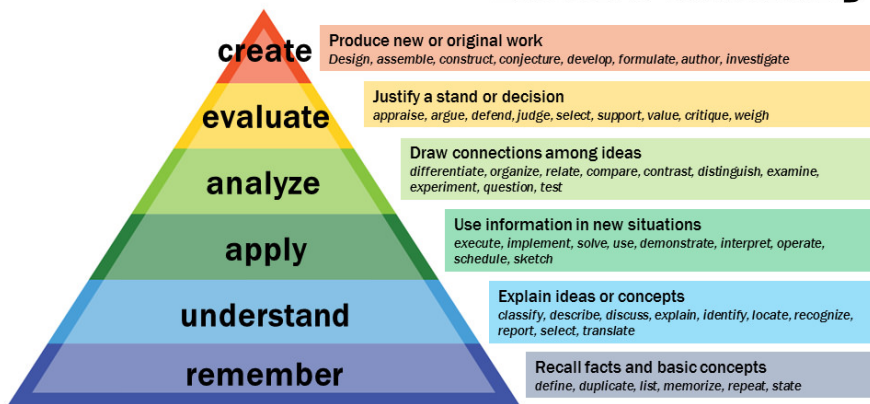 create
Produce new or original work
Design, assemble, construct, conjecture, develop, formulate, author, investigate
evaluate
Justify a stand or decision
appraise, argue, defend, judge, select, support, value, critique, weigh
analyze
Draw connections among ideas
differentiate, organize, relate, compare, contrast, distinguish, examine,
experiment, question, test
apply
Use information in new situations
execute, implement, solve, use, demonstrate, interpret, operate,
schedule, sketch
understand
Explain ideas or concepts
classify, describe, discuss, explain, identify, locate, recognize,
report, select, translate
remember
Recall facts and basic concepts
define, duplicate, list, memorize, repeat, state